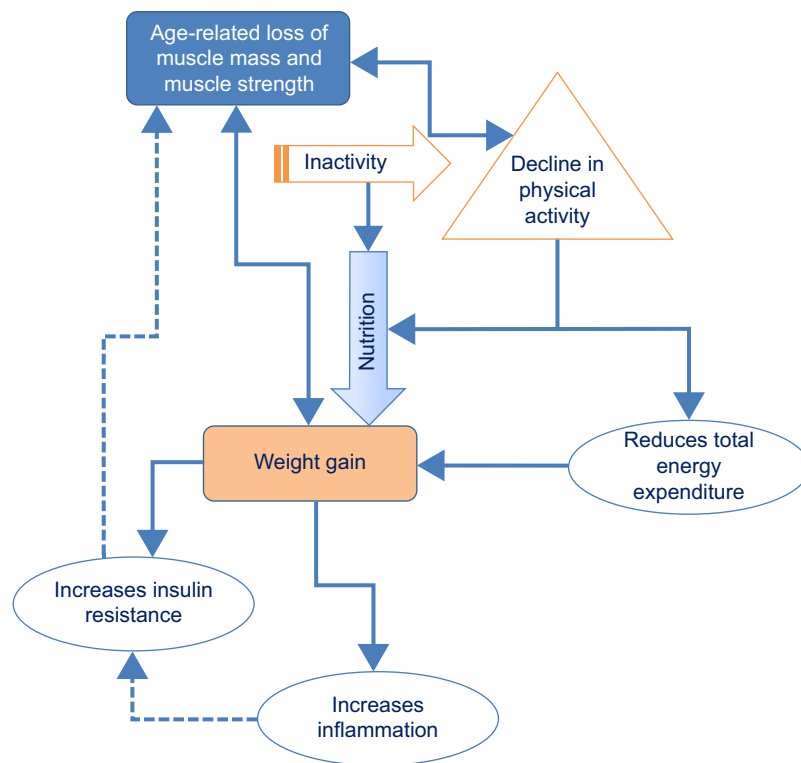 Age-related loss of
muscle mass and
muscle strength
Inactivity
Decline in
physical
activity
Nutrition
Weight gain
Reduces total
energy
expenditure
Increases insulin
resistance
Increases
inflammation